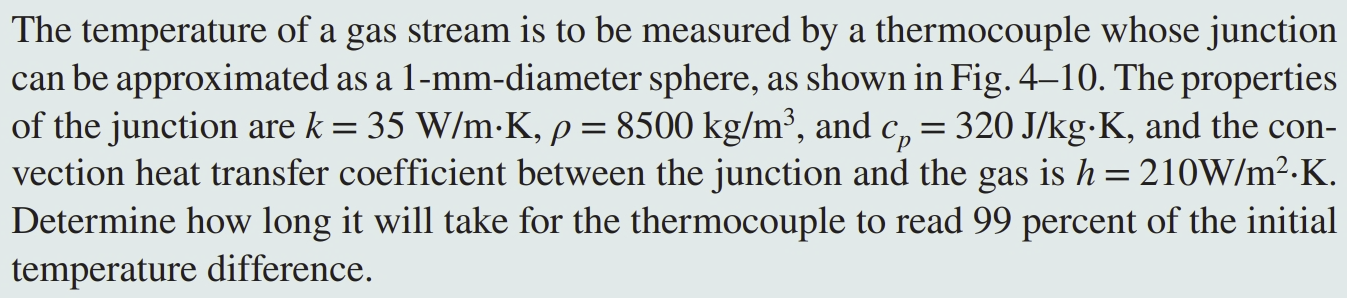 The temperature of a gas stream is to be measured by a thermocouple whose junction
can be approximated as a 1-mm-diameter sphere, as shown in Fig. 4–10. The properties
of the junction are k = 35 W/m·K, ρ = 8500 kg/m³, and cₚ = 320 J/kg·K, and the con-
vection heat transfer coefficient between the junction and the gas is h = 210W/m²·K.
Determine how long it will take for the thermocouple to read 99 percent of the initial
temperature difference.